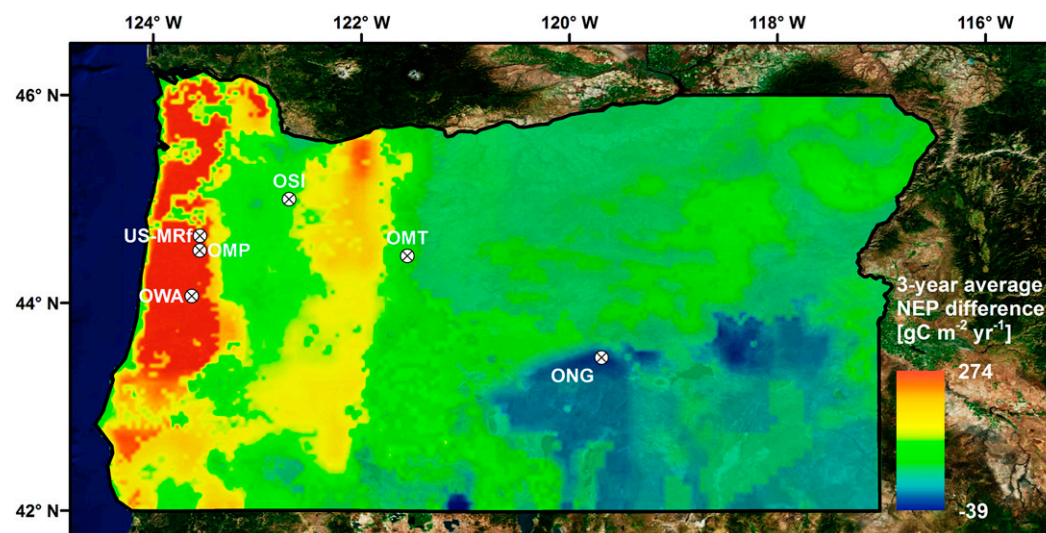 124° W 122° W 120° W 118° W 116° W
46° N
OSI
US-MRf
OMP
OMT
OWA
44° N
3-year average
NEP difference
[gC m⁻² yr⁻¹]
ONG
274
42° N
-39